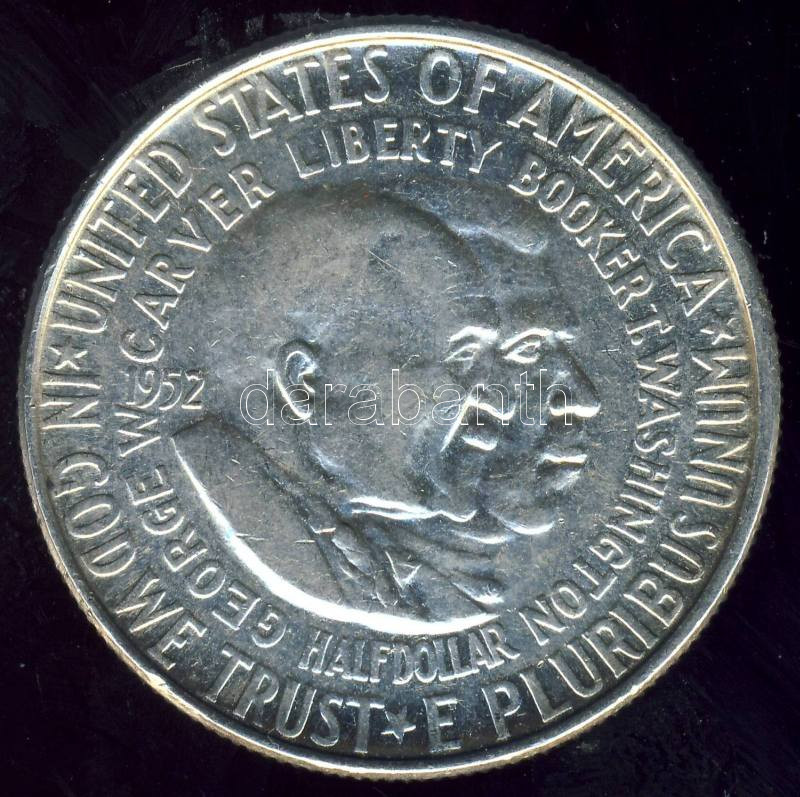 UNITED STATES OF AMERICA
IN GOD WE TRUST ★ E PLURIBUS UNUM
GEORGE W. CARVER LIBERTY BOOKER T. WASHINGTON
1952
HALF DOLLAR
darabanth